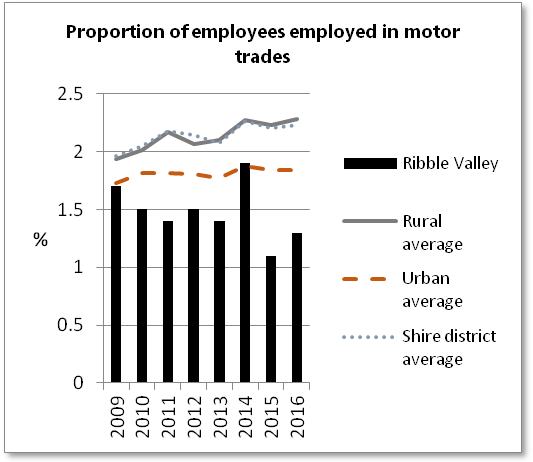 Proportion of employees employed in motor
trades
2.5
2
1.5
1
0.5
0
%
2009
2010
2011
2012
2013
2014
2015
2016
Ribble Valley
Rural
average
Urban
average
Shire district
average